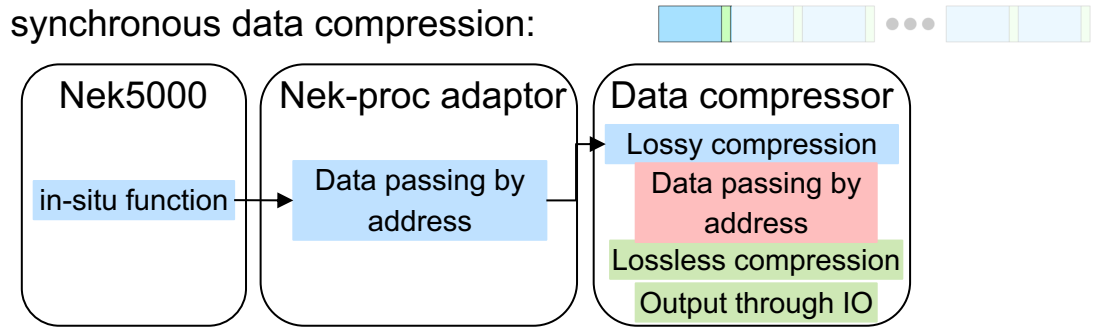 synchronous data compression:
Nek5000
in-situ function
Nek-proc adaptor
Data passing by
address
Data compressor
Lossy compression
Data passing by
address
Lossless compression
Output through IO